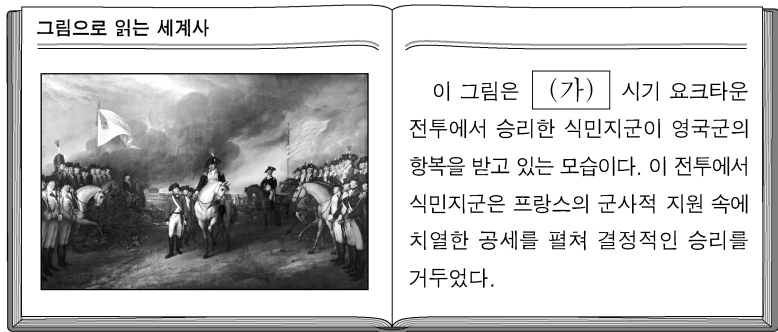 그림으로 읽는 세계사
이 그림은 (가) 시기 요크타운
전투에서 승리한 식민지군이 영국군의
항복을 받고 있는 모습이다. 이 전투에서
식민지군은 프랑스의 군사적 지원 속에
치열한 공세를 펼쳐 결정적인 승리를
거두었다.